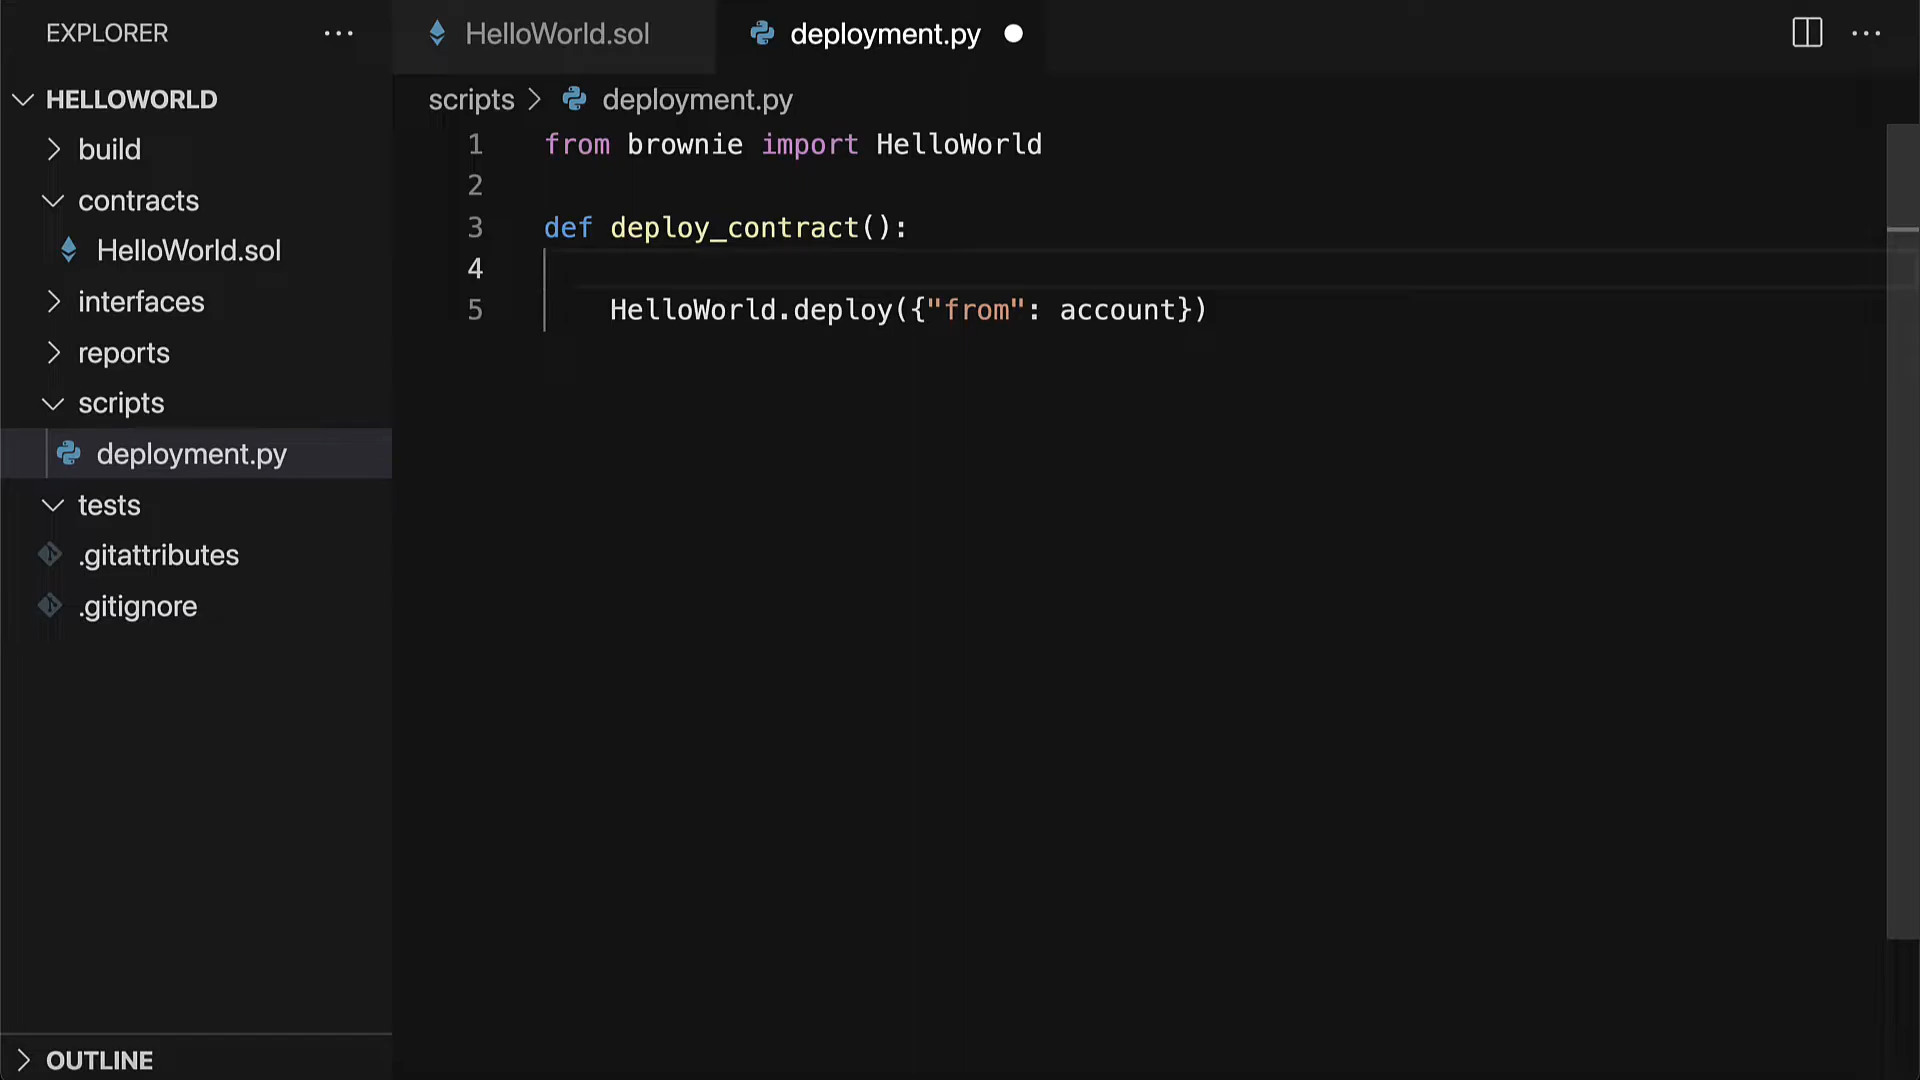 EXPLORER
HELLOWORLD
build
contracts
HelloWorld.sol
interfaces
reports
scripts
deployment.py
tests
.gitattributes
.gitignore
OUTLINE
HelloWorld.sol deployment.py
scripts > deployment.py
1 from brownie import HelloWorld
2
3 def deploy_contract():
4
5 HelloWorld.deploy({"from": account})